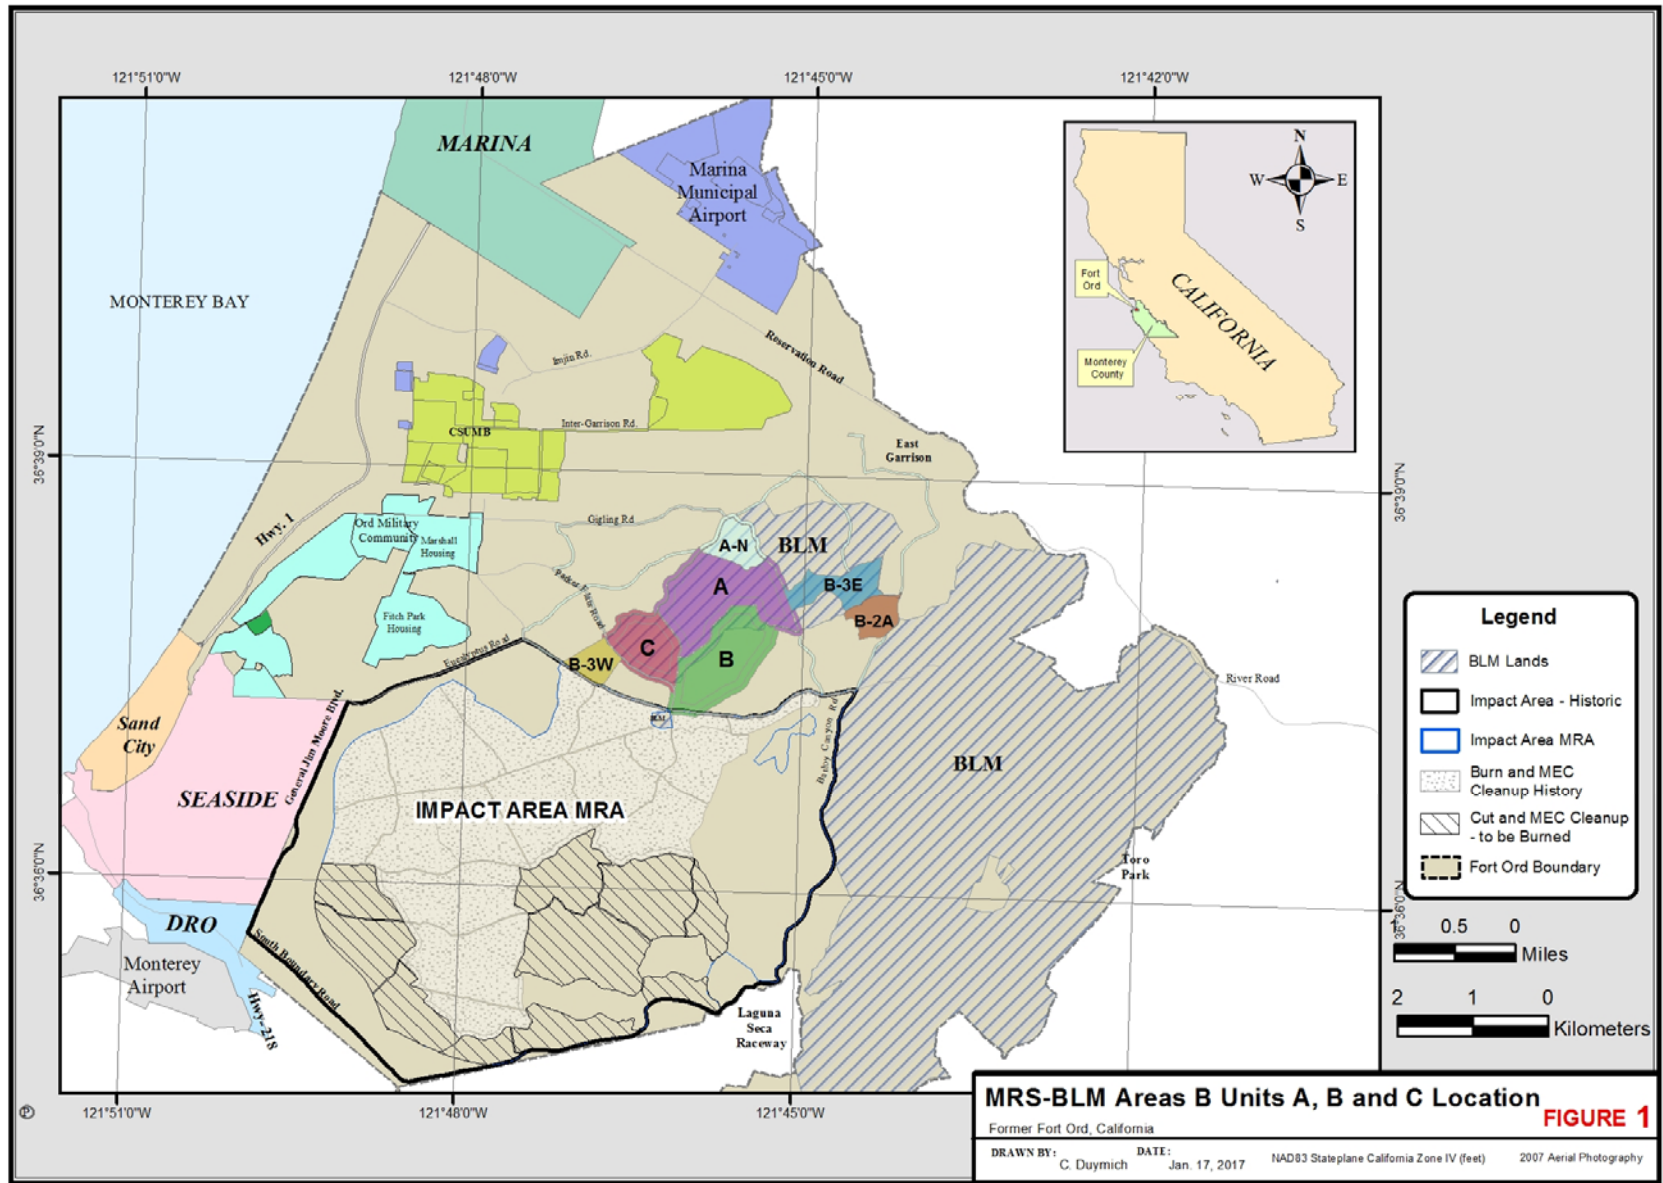 121°51'0"W
121°48'0"W
121°45'0"W
121°42'0"W
MARINA
Marina
Municipal
Airport
MONTEREY BAY
N
W
E
S
Fort
Ord
CALIFORNIA
Monterey
County
Imjin Rd.
Reservation Road
CSUMB
Inter-Garrison Rd.
East
Garrison
36°39'0"N
36°39'0"N
Hwy. 1
Ord Military
Community
Marshall
Housing
Gigling Rd
A-N
BLM
A
B-3E
B-2A
Fitch Park
Housing
Eucalyptus Road
B-3W
C
B
River Road
Sand
City
General Jim Moore Blvd.
SEASIDE
BLM
Barloy Canyon Rd
BLM
IMPACT AREA MRA
Toro
Park
36°36'0"N
36°36'0"N
DRO
South Boundary Road
Monterey
Airport
Hwy- 218
Laguna
Seca
Raceway
121°51'0"W
121°48'0"W
121°45'0"W
Legend
BLM Lands
Impact Area - Historic
Impact Area MRA
Burn and MEC
Cleanup History
Cut and MEC Cleanup
- to be Burned
Fort Ord Boundary
1 0.5 0
Miles
2 1 0
Kilometers
MRS-BLM Areas B Units A, B and C Location
FIGURE 1
Former Fort Ord, California
DRAWN BY:
C. Duymich
DATE:
Jan. 17, 2017
NAD83 Stateplane California Zone IV (feet)
2007 Aerial Photography